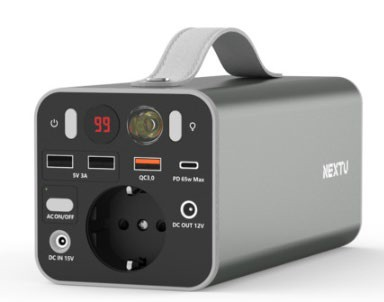 99
5V 3A
QC3.0
PD 65w Max
AC ON/OFF
DC OUT 12V
DC IN 15V
NEXTU